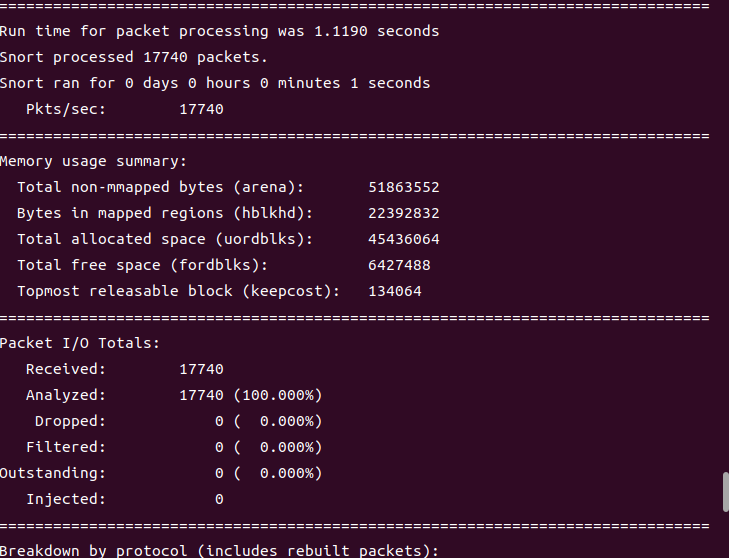 ===============================================================================
Run time for packet processing was 1.1190 seconds
Snort processed 17740 packets.
Snort ran for 0 days 0 hours 0 minutes 1 seconds
   Pkts/sec:        17740
===============================================================================
Memory usage summary:
  Total non-mmapped bytes (arena):       51863552
  Bytes in mapped regions (hblkhd):      22392832
  Total allocated space (uordblks):      45436064
  Total free space (fordblks):           6427488
  Topmost releasable block (keepcost):   134064
===============================================================================
Packet I/O Totals:
   Received:        17740
   Analyzed:        17740 (100.000%)
    Dropped:            0 (  0.000%)
   Filtered:            0 (  0.000%)
Outstanding:            0 (  0.000%)
   Injected:            0
===============================================================================
Breakdown by protocol (includes rebuilt packets):